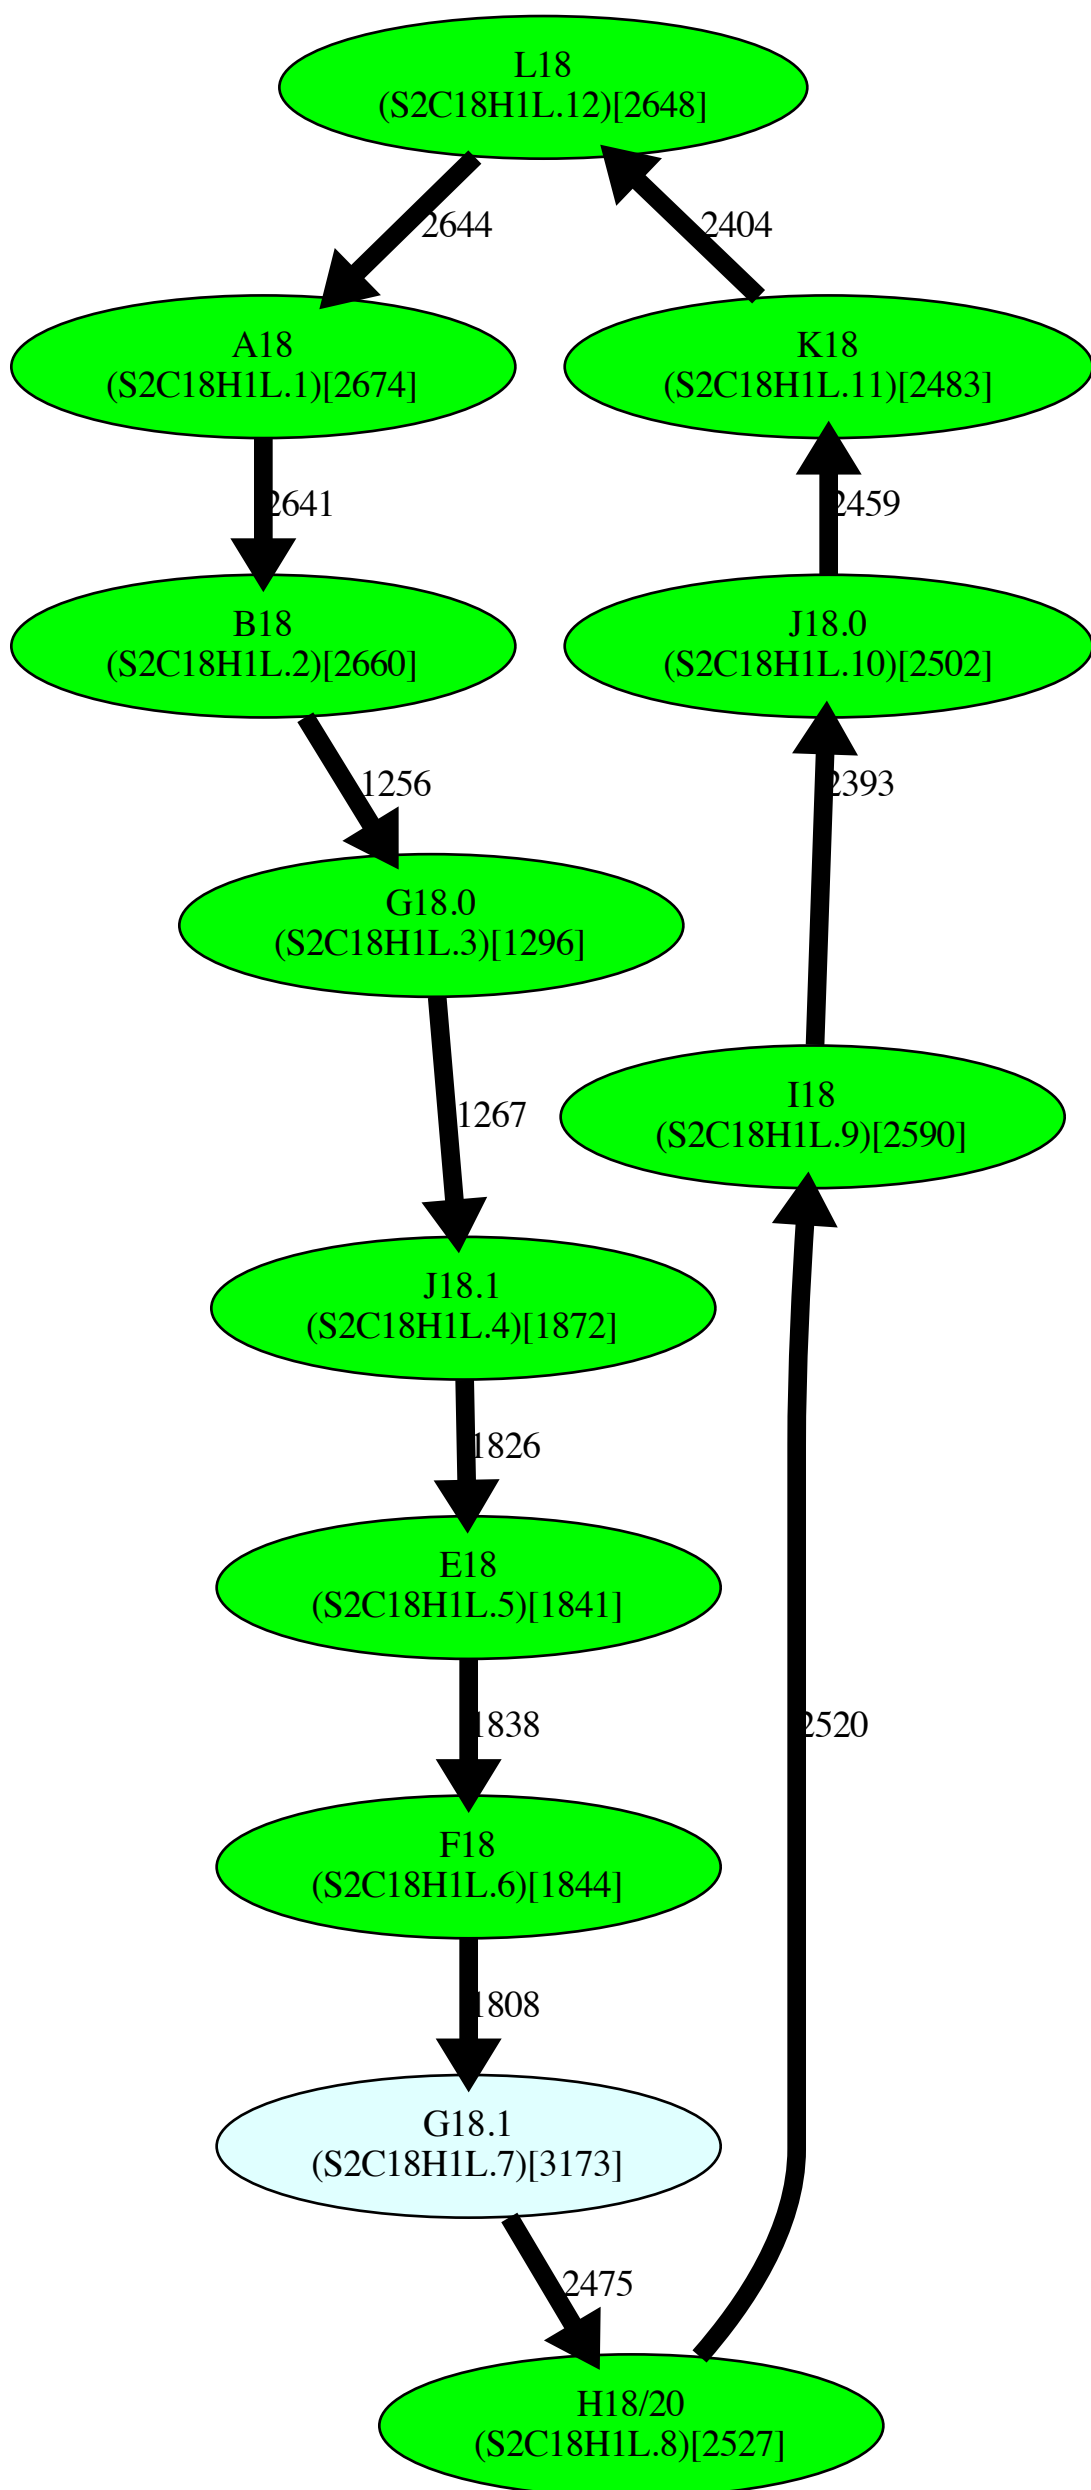 L18
(S2C18H1L.12)[2648]
2644
2404
A18
(S2C18H1L.1)[2674]
K18
(S2C18H1L.11)[2483]
2641
2459
B18
(S2C18H1L.2)[2660]
J18.0
(S2C18H1L.10)[2502]
1256
2393
G18.0
(S2C18H1L.3)[1296]
1267
I18
(S2C18H1L.9)[2590]
J18.1
(S2C18H1L.4)[1872]
1826
E18
(S2C18H1L.5)[1841]
1838
2520
F18
(S2C18H1L.6)[1844]
1808
G18.1
(S2C18H1L.7)[3173]
2475
H18/20
(S2C18H1L.8)[2527]